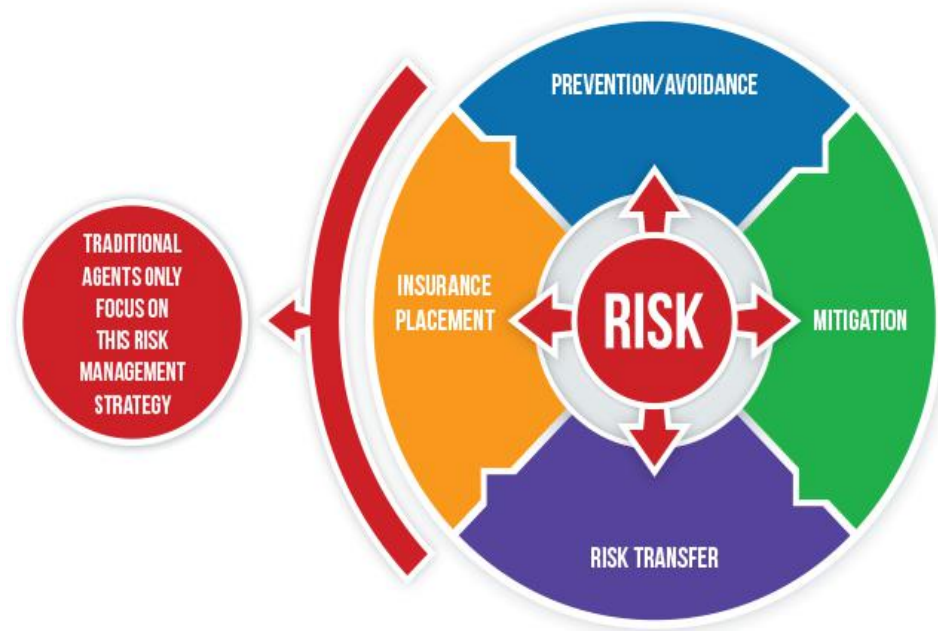 PREVENTION/AVOIDANCE
TRADITIONAL
AGENTS ONLY
FOCUS ON
THIS RISK
MANAGEMENT
STRATEGY
INSURANCE
PLACEMENT
RISK
MITIGATION
RISK TRANSFER